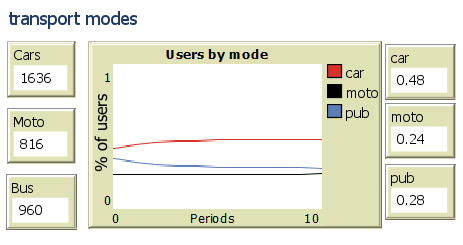 transport modes
Cars
1636
Moto
816
Bus
960
Users by mode
% of users
1
0
0
Periods
10
car
moto
pub
car
0.48
moto
0.24
pub
0.28